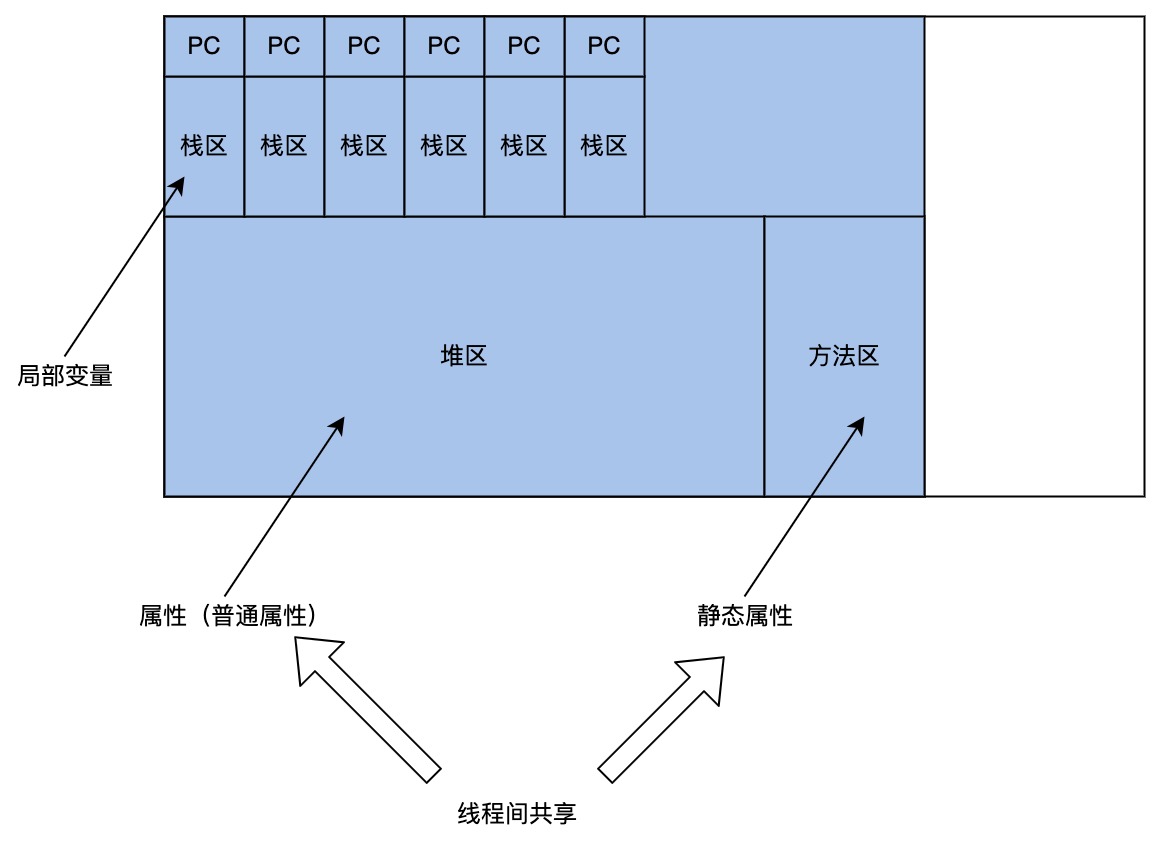 PC PC PC PC PC PC
栈区 栈区 栈区 栈区 栈区 栈区
堆区 方法区
局部变量
属性（普通属性） 静态属性
线程间共享